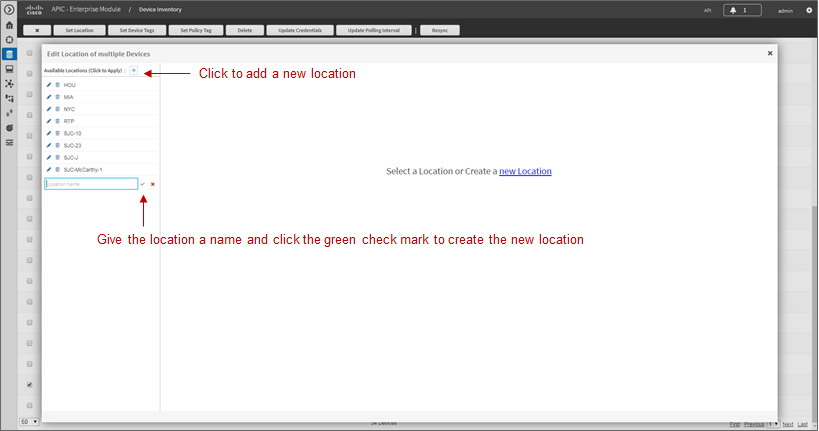 cisco APIC - Enterprise Module / Device Inventory API 1 admin
Set Location Set Device Tags Set Policy Tag Delete Update Credentials Update Polling Interval | Resync
Edit Location of multiple Devices
Available Locations (Click to Apply)
Click to add a new location
HOU
MIA
NYC
RTP
SJC-10
SJC-23
SJC-J
SJC-McCarthy-1
Location Name
Select a Location or Create a new Location
Give the location a name and click the green check mark to create the new location
50
34 Devices
First Previous 1 Next Last